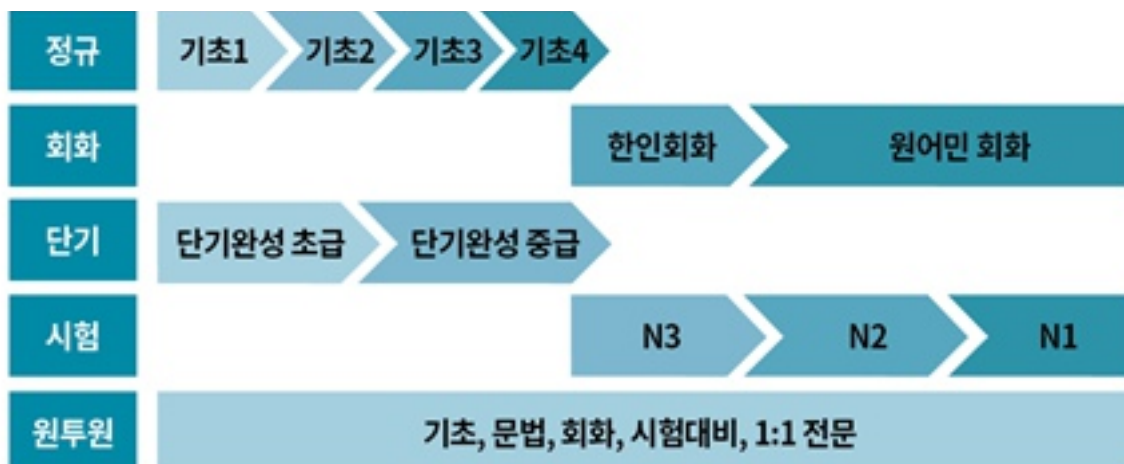 정규 기초1 기초2 기초3 기초4
회화 한인회화 원어민 회화
단기 단기완성 초급 단기완성 중급
시험 N3 N2 N1
원투원 기초, 문법, 회화, 시험대비, 1:1 전문